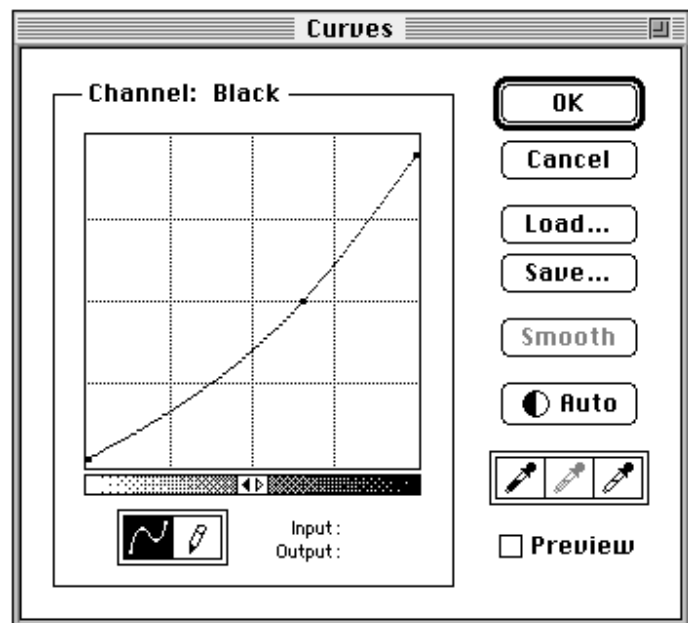 Curves
Channel: Black
OK
Cancel
Load...
Save...
Smooth
Auto
Input:
Output:
Preview